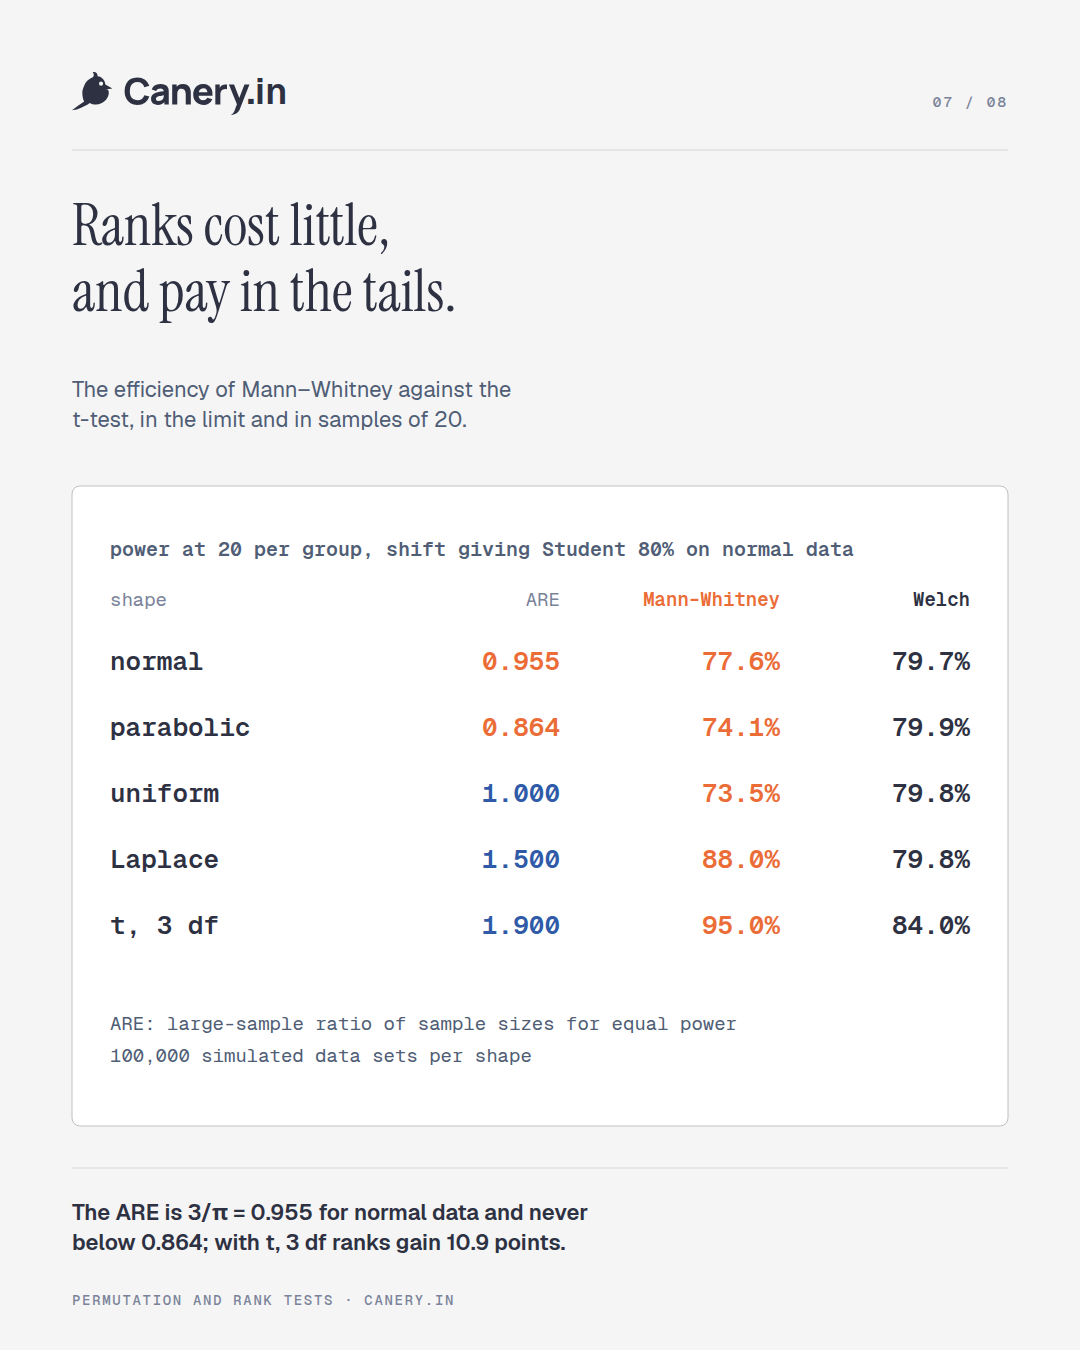 Canery.in
07 / 08
Ranks cost little,
and pay in the tails.
The efficiency of Mann–Whitney against the
t-test, in the limit and in samples of 20.
power at 20 per group, shift giving Student 80% on normal data
shape ARE Mann–Whitney Welch
normal 0.955 77.6% 79.7%
parabolic 0.864 74.1% 79.9%
uniform 1.000 73.5% 79.8%
Laplace 1.500 88.0% 79.8%
t, 3 df 1.900 95.0% 84.0%
ARE: large-sample ratio of sample sizes for equal power
100,000 simulated data sets per shape
The ARE is 3/π = 0.955 for normal data and never
below 0.864; with t, 3 df ranks gain 10.9 points.
PERMUTATION AND RANK TESTS · CANERY.IN